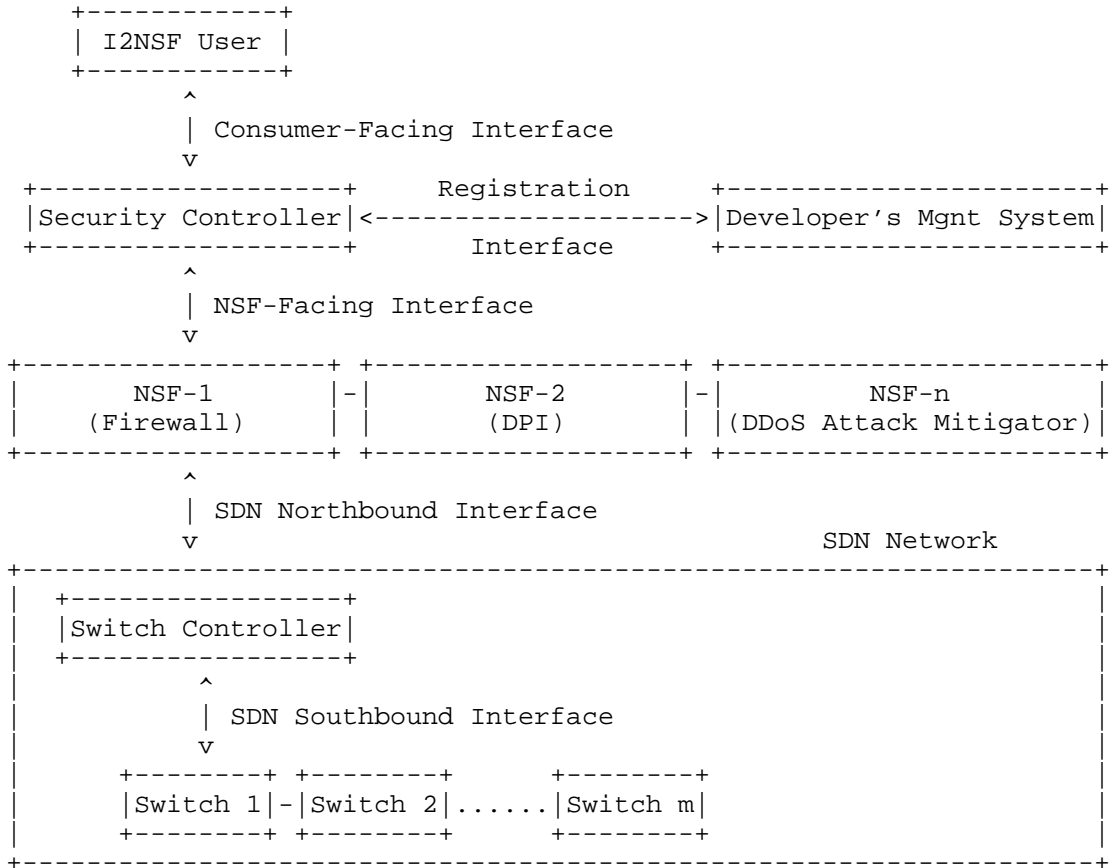 I2NSF User
Consumer-Facing Interface
Registration
Security Controller Developer's Mgnt System
Interface
NSF-Facing Interface
NSF-1 - NSF-2 - NSF-n
(Firewall) (DPI) (DDoS Attack Mitigator)
SDN Northbound Interface
SDN Network
Switch Controller
SDN Southbound Interface
Switch 1 - Switch 2 ...... Switch m